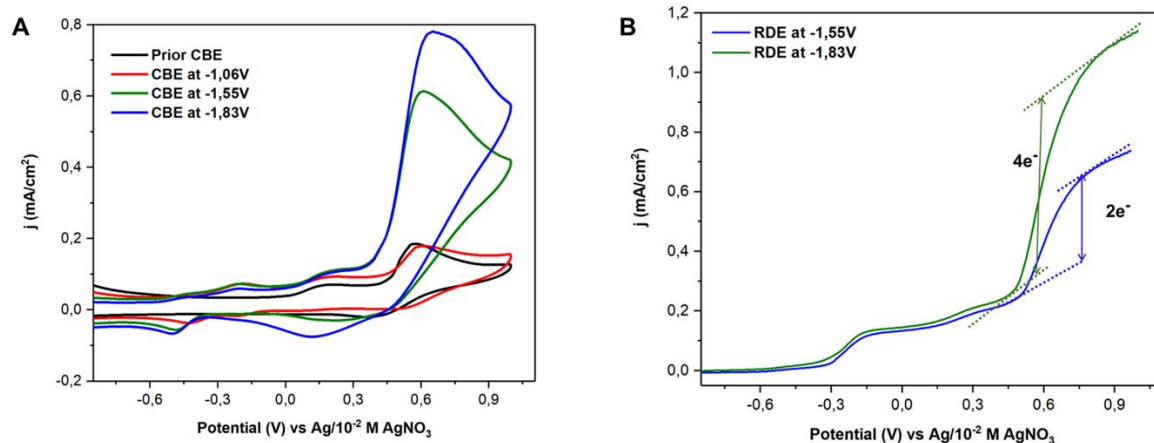 A
Prior CBE
CBE at -1,06V
CBE at -1,55V
CBE at -1,83V
0,8
0,6
0,4
0,2
0,0
-0,2
j (mA/cm²)
-0,6 -0,3 0,0 0,3 0,6 0,9
Potential (V) vs Ag/10⁻² M AgNO₃
B
RDE at -1,55V
RDE at -1,83V
1,2
1,0
0,8
0,6
0,4
0,2
0,0
j (mA/cm²)
4e⁻
2e⁻
-0,6 -0,3 0,0 0,3 0,6 0,9
Potential (V) vs Ag/10⁻² M AgNO₃